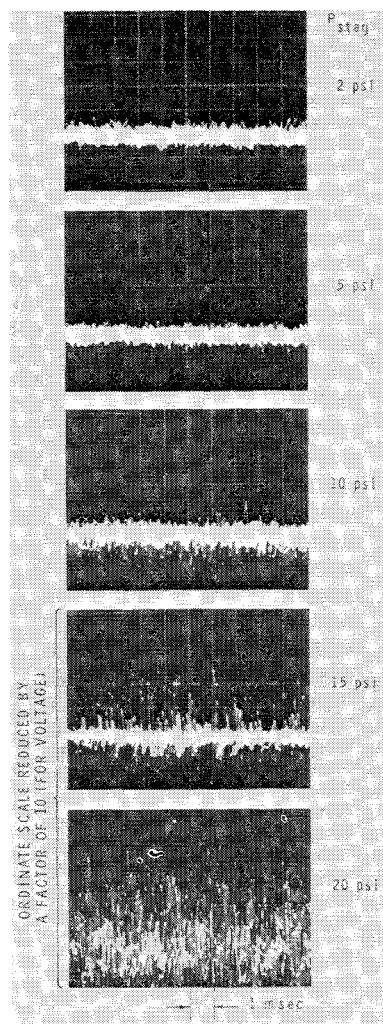 Pstag
2 psi
5 psi
10 psi
15 psi
20 psi
ORDINATE SCALE REDUCED BY
A FACTOR OF 10 (FOR VOLTAGE)
1 msec